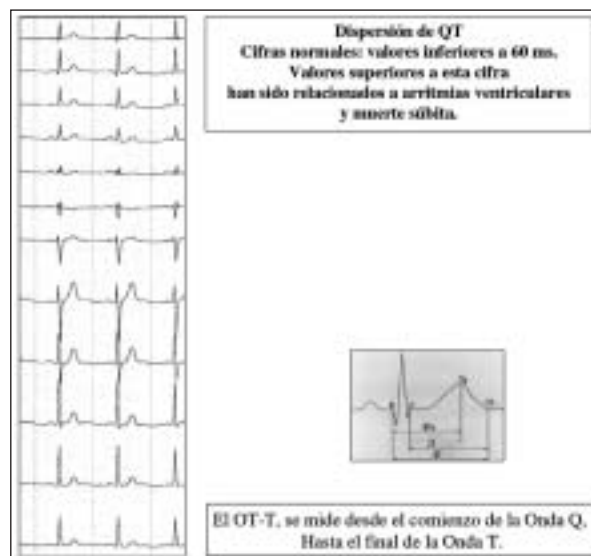 Dispersión de QT
Cifras normales: valores inferiores a 60 ms.
Valores superiores a esta cifra
han sido relacionados a arritmias ventriculares
y muerte súbita.
El QT-T, se mide desde el comienzo de la Onda Q,
Hasta el final de la Onda T.